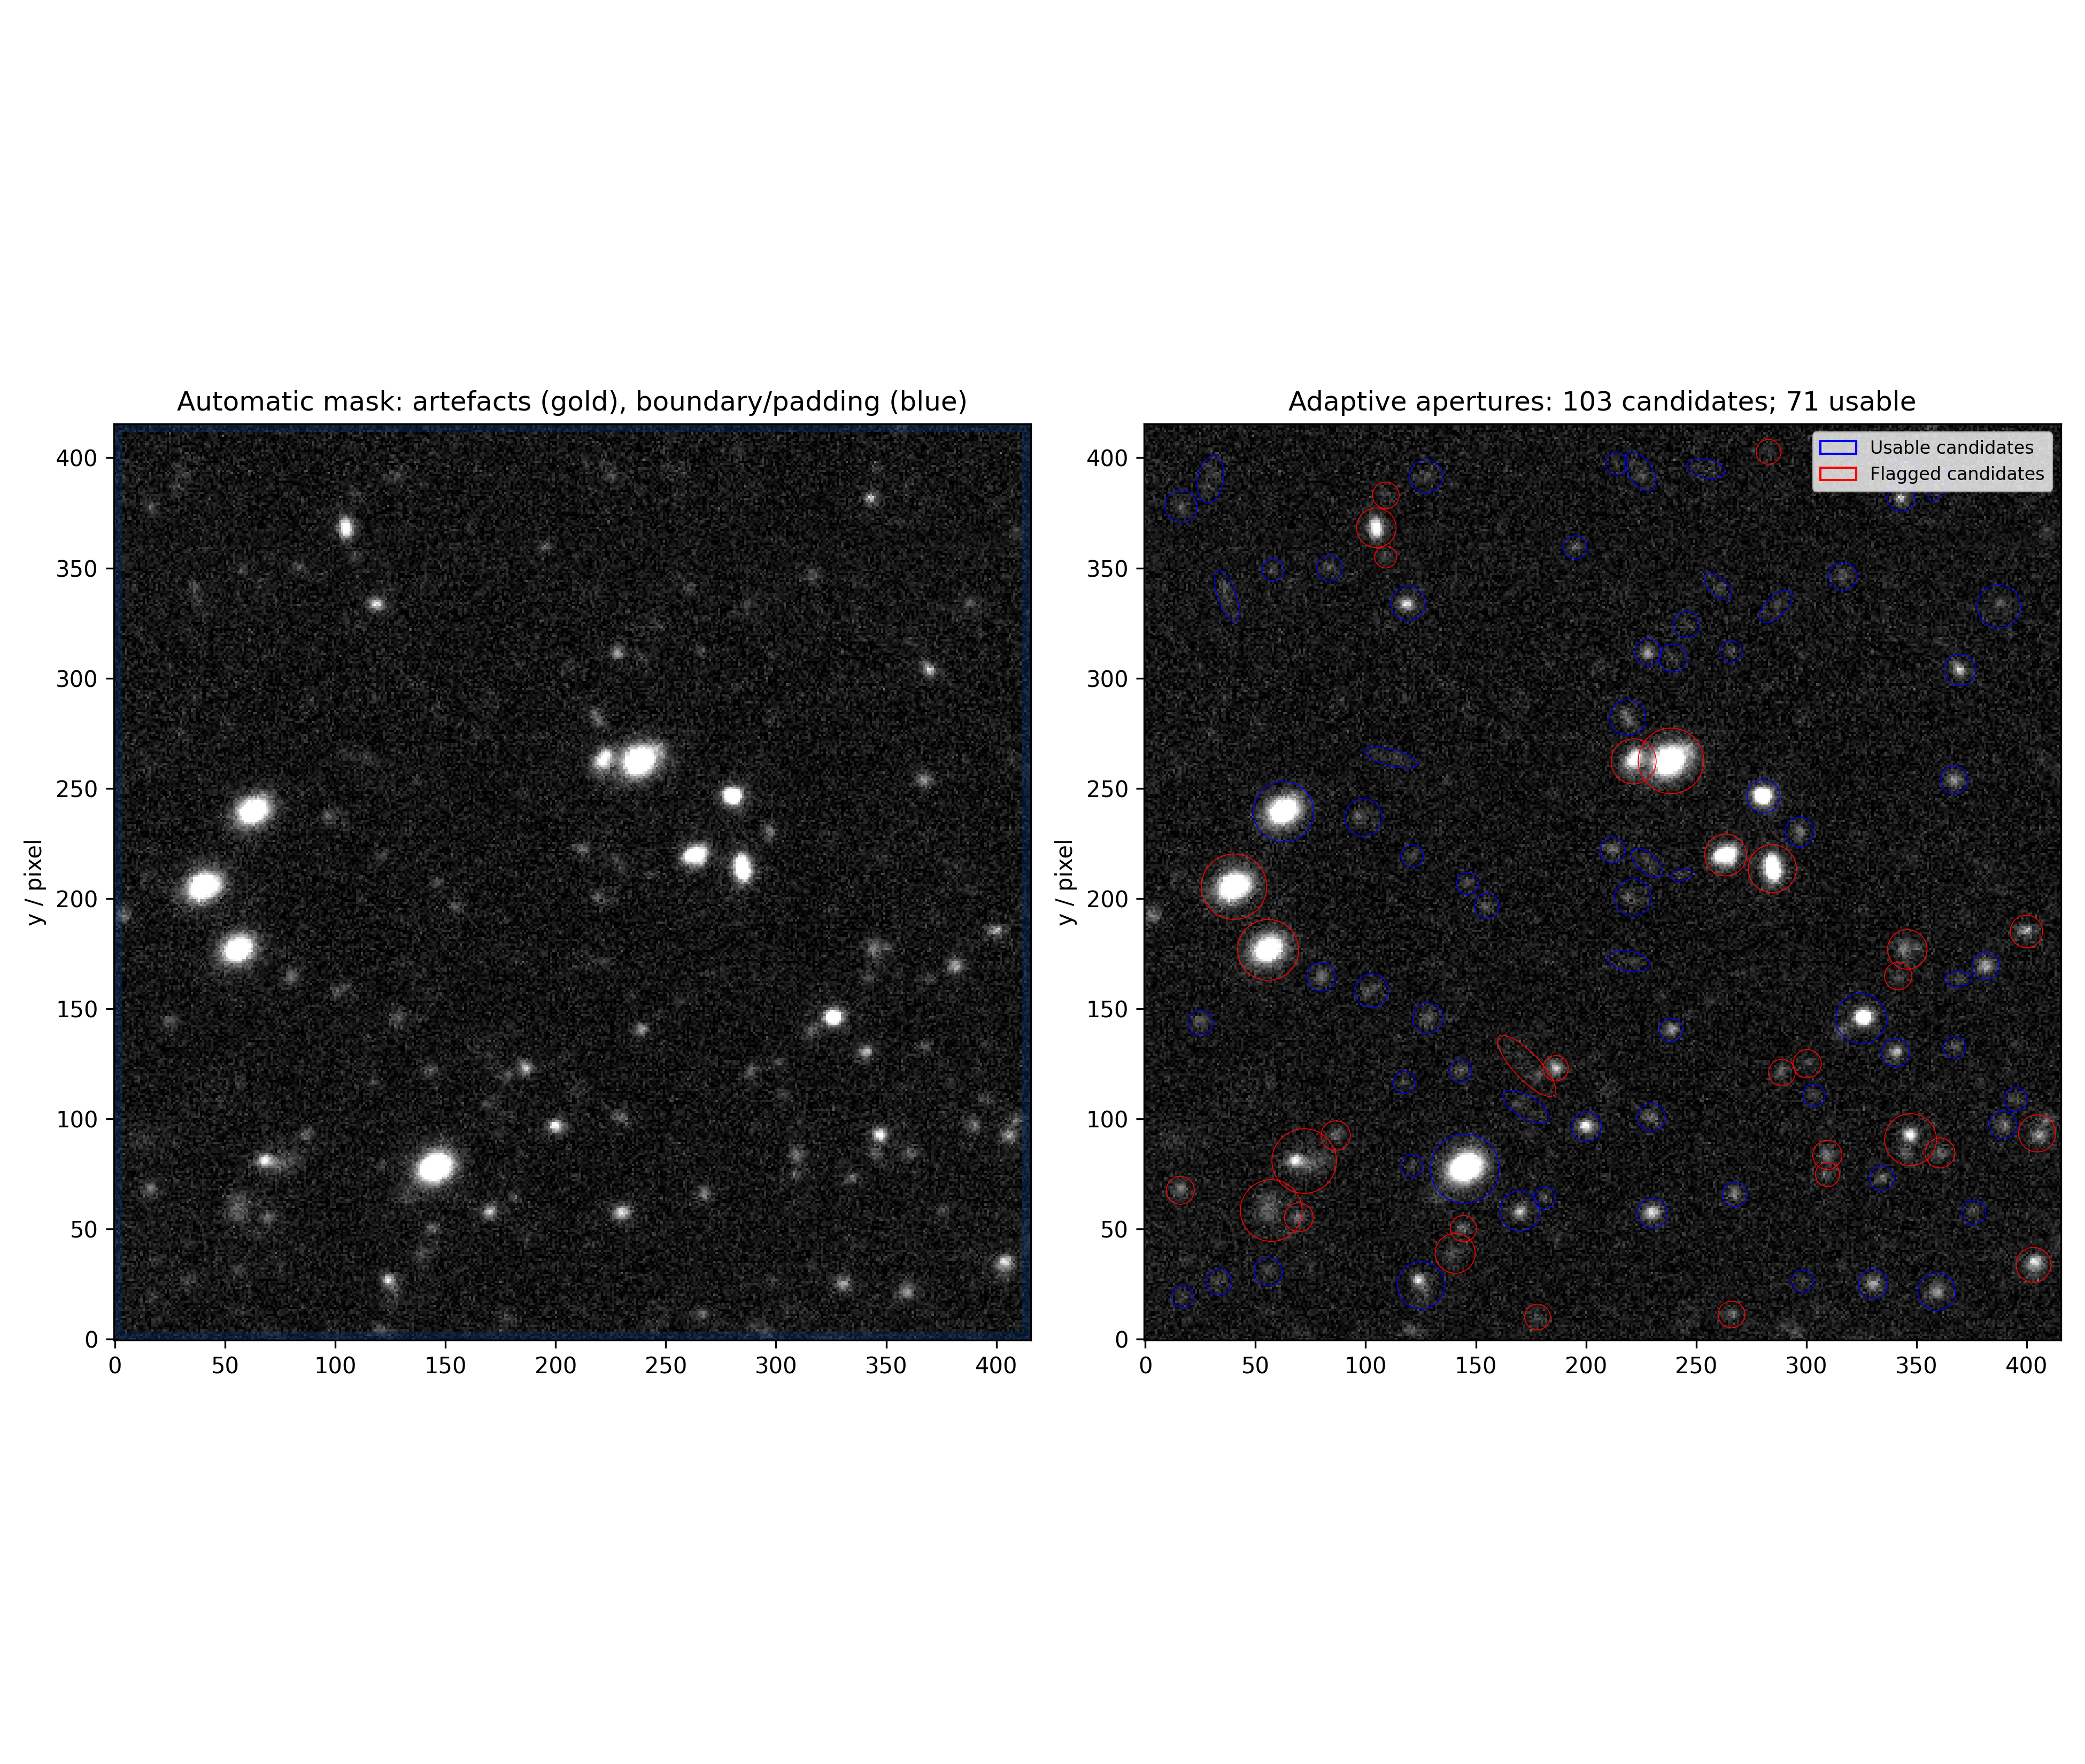 Automatic mask: artefacts (gold), boundary/padding (blue)
Adaptive apertures: 103 candidates; 71 usable
Usable candidates
Flagged candidates
y / pixel
400
350
300
250
200
150
100
50
0
0 50 100 150 200 250 300 350 400
y / pixel
400
350
300
250
200
150
100
50
0
0 50 100 150 200 250 300 350 400